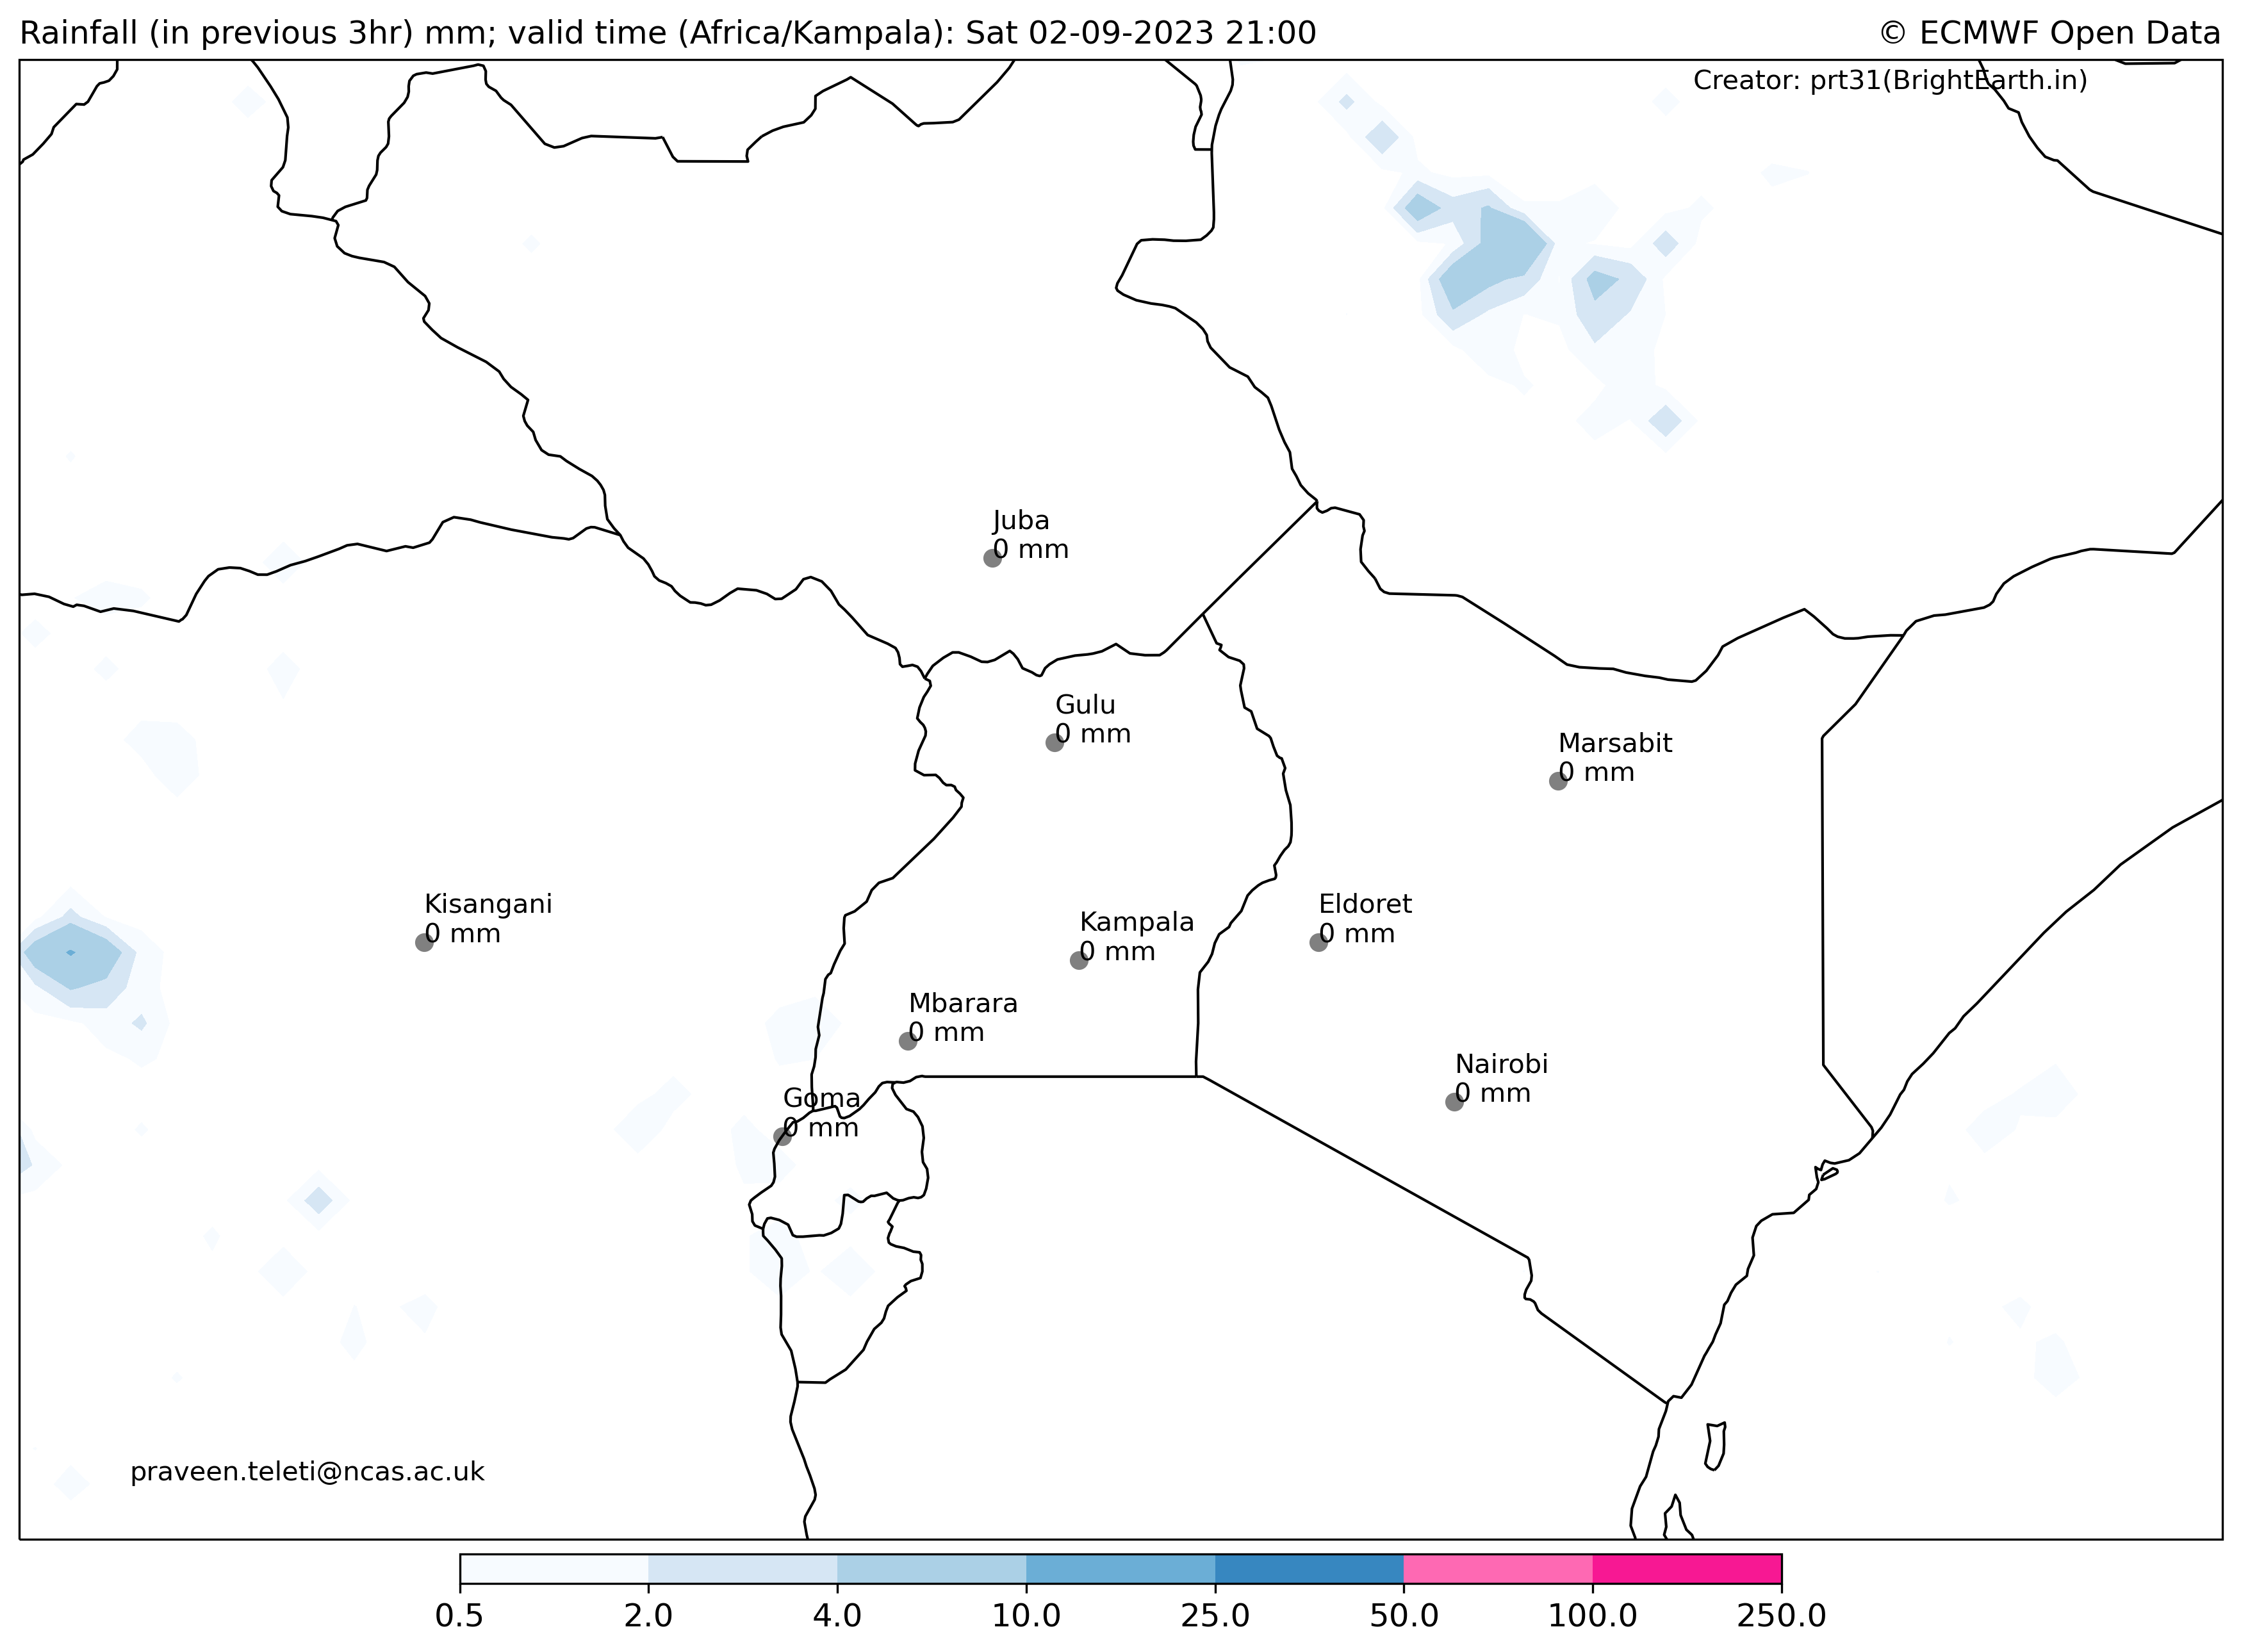 Rainfall (in previous 3hr) mm; valid time (Africa/Kampala): Sat 02-09-2023 21:00
© ECMWF Open Data
Creator: prt31(BrightEarth.in)
Juba
0 mm
Gulu
0 mm
Marsabit
0 mm
Kisangani
0 mm
Kampala
0 mm
Eldoret
0 mm
Mbarara
0 mm
Nairobi
0 mm
Goma
0 mm
praveen.teleti@ncas.ac.uk
0.5 2.0 4.0 10.0 25.0 50.0 100.0 250.0